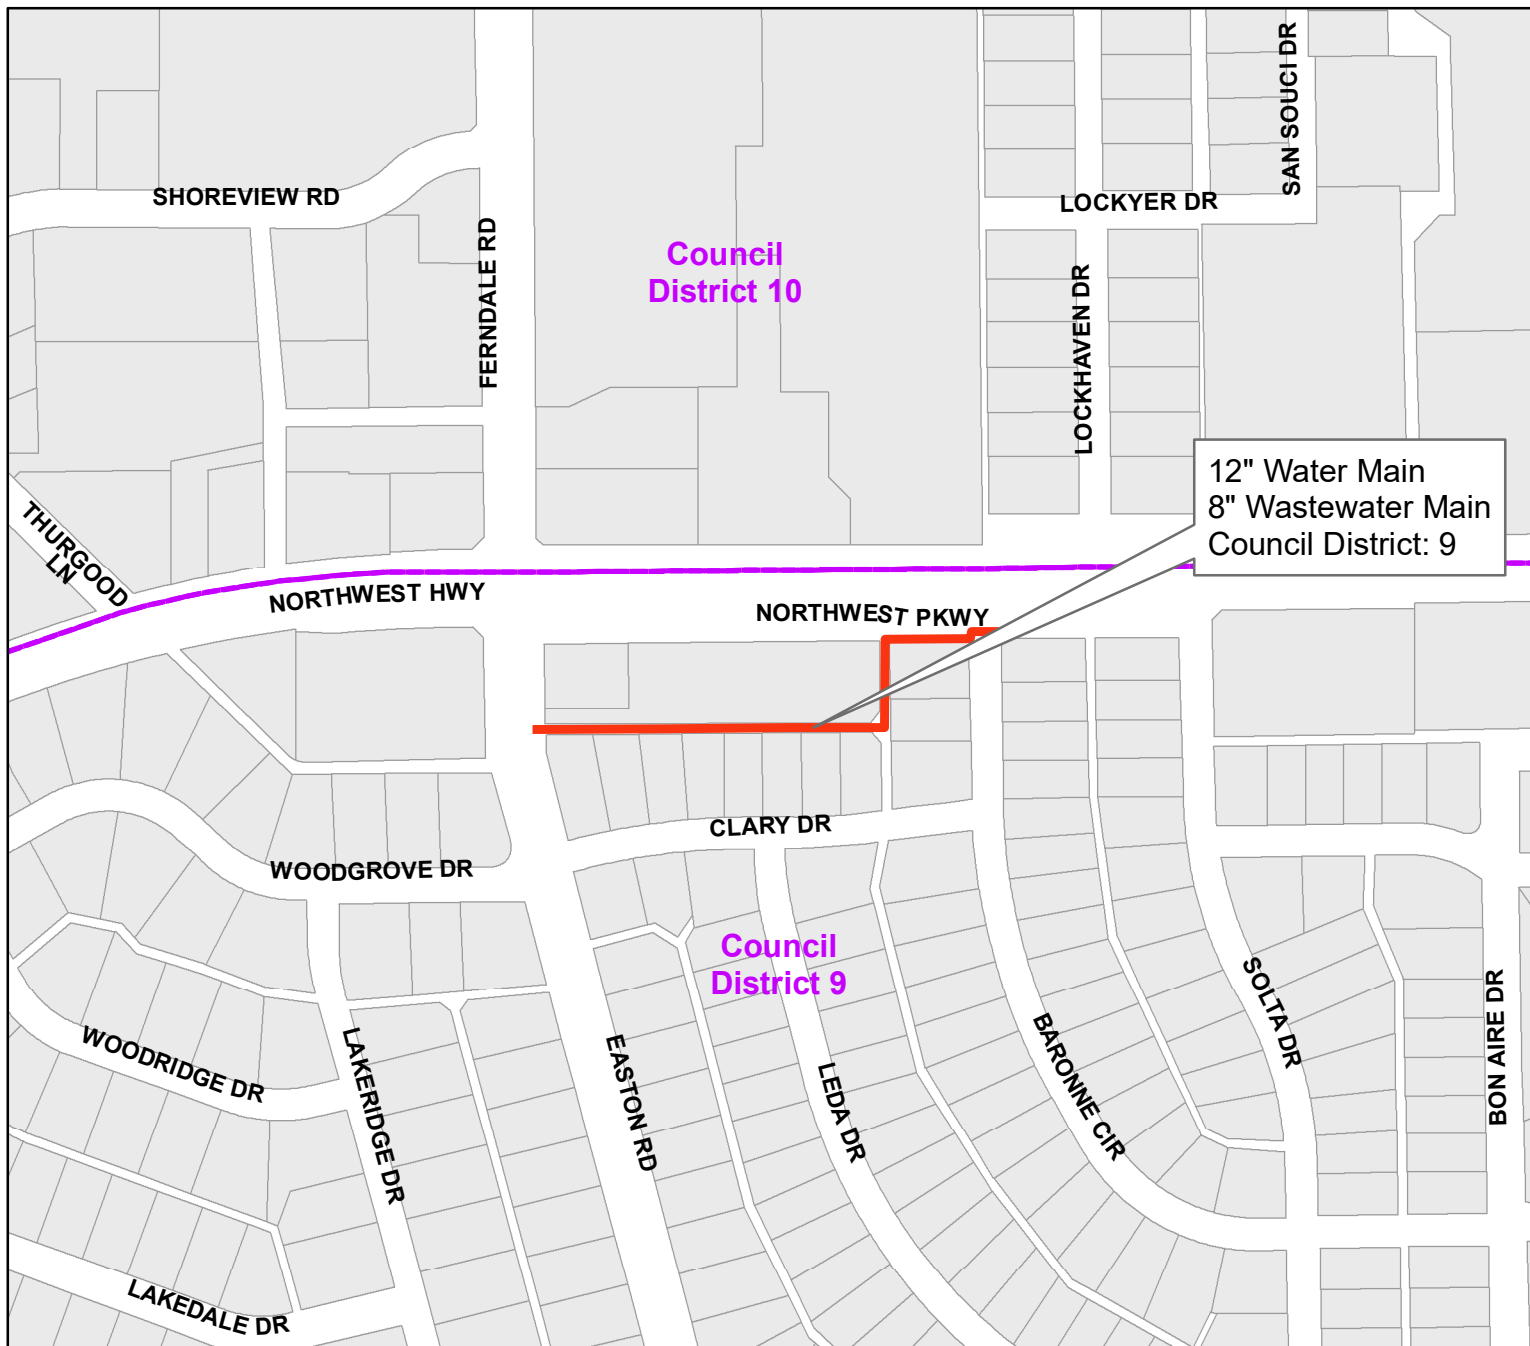 SAN SOUCI DR
SHOREVIEW RD
LOCKYER DR
FERNDALE RD
Council
District 10
LOCKHAVEN DR
12" Water Main
8" Wastewater Main
Council District: 9
THURGOOD
LN
NORTHWEST HWY
NORTHWEST PKWY
CLARY DR
WOODGROVE DR
Council
District 9
SOLTA DR
BON AIRE DR
WOODRIDGE DR
LAKERIDGE DR
EASTON RD
LEDA DR
BARONNE CIR
LAKEDALE DR